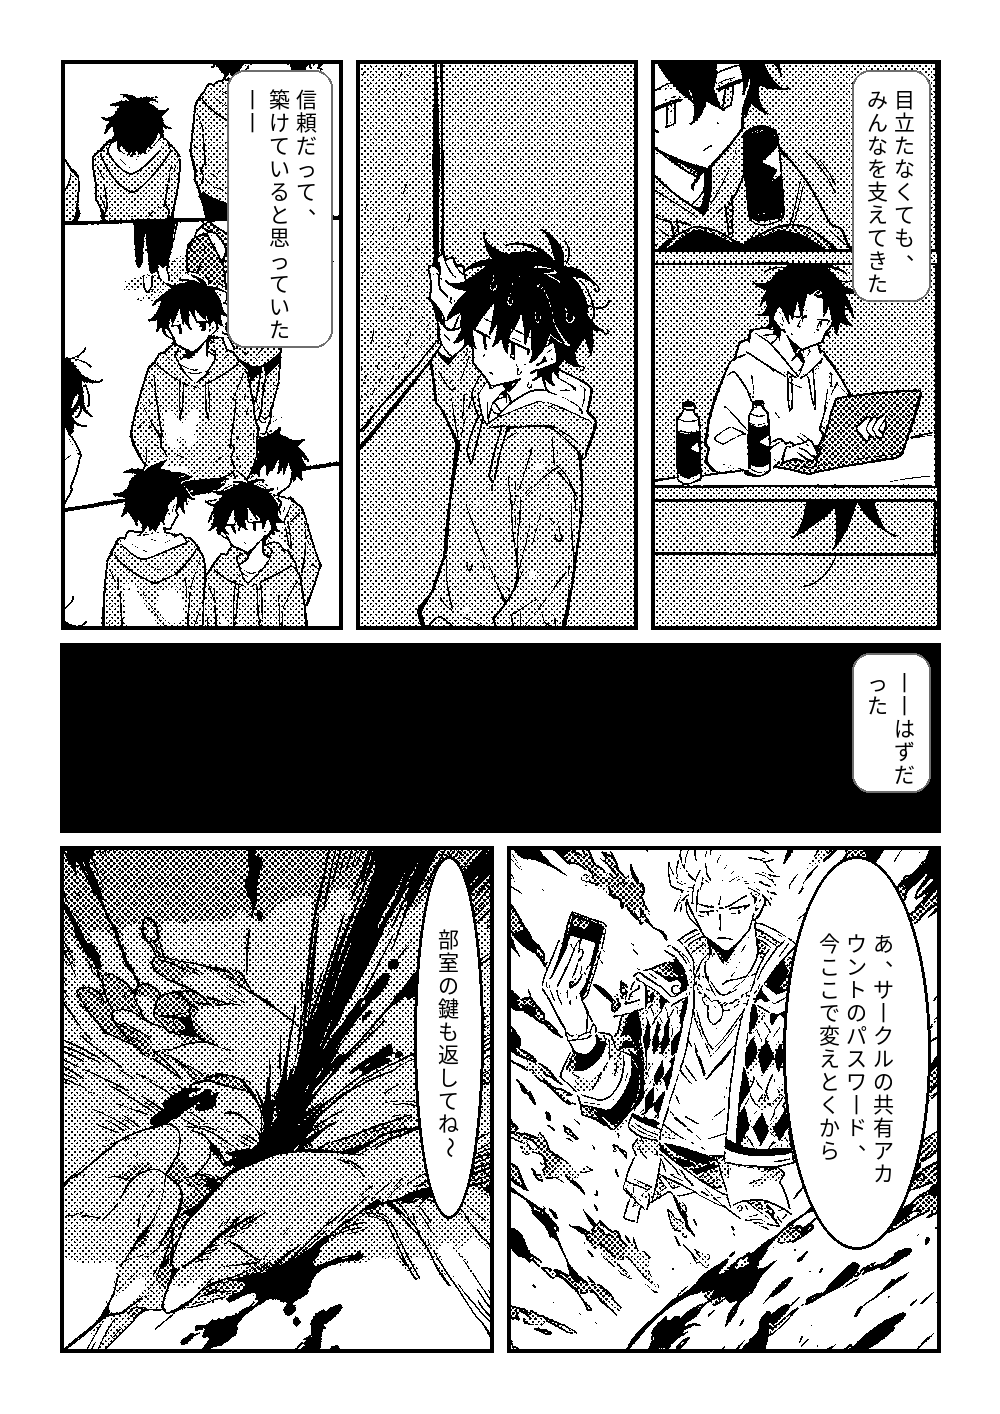 目立たなくても、
みんなを支えてきた
信頼だって、
築けていると思っていた
――
――はずだ
った
あ、サークルの共有アカ
ウントのパスワード、
今ここで変えとくから
部室の鍵も返してね～